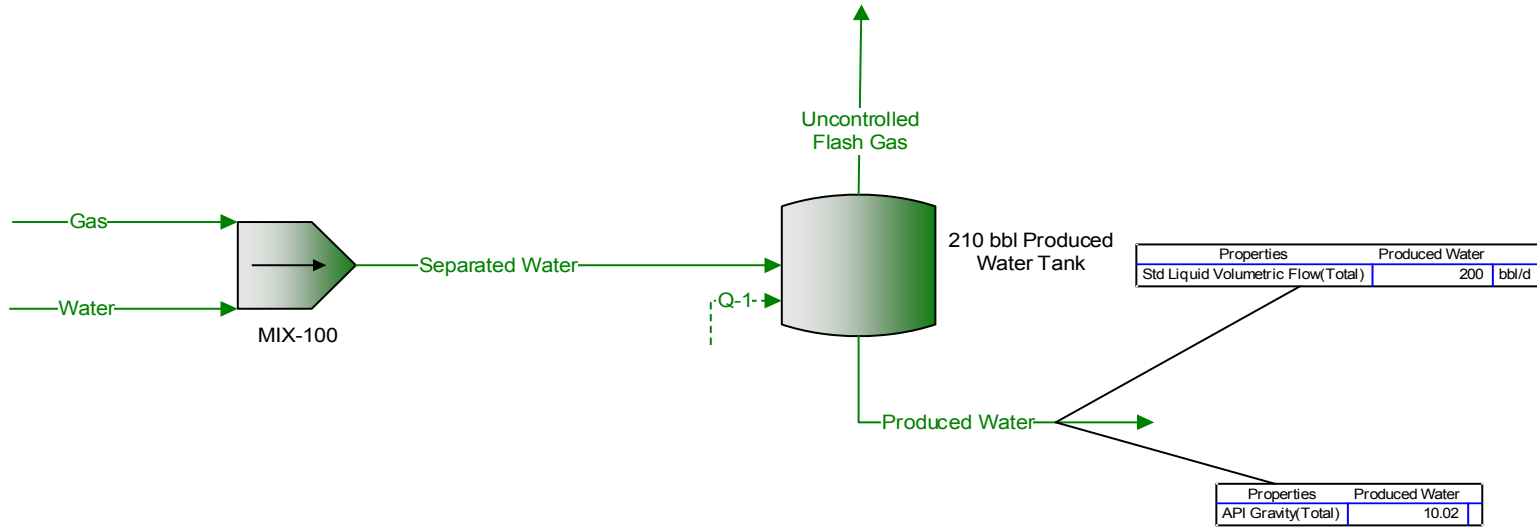 Uncontrolled
Flash Gas
Gas
Separated Water
Water
MIX-100
Q-1
210 bbl Produced
Water Tank
Properties Produced Water
Std Liquid Volumetric Flow(Total) 200 bbl/d
Produced Water
Properties Produced Water
API Gravity(Total) 10.02